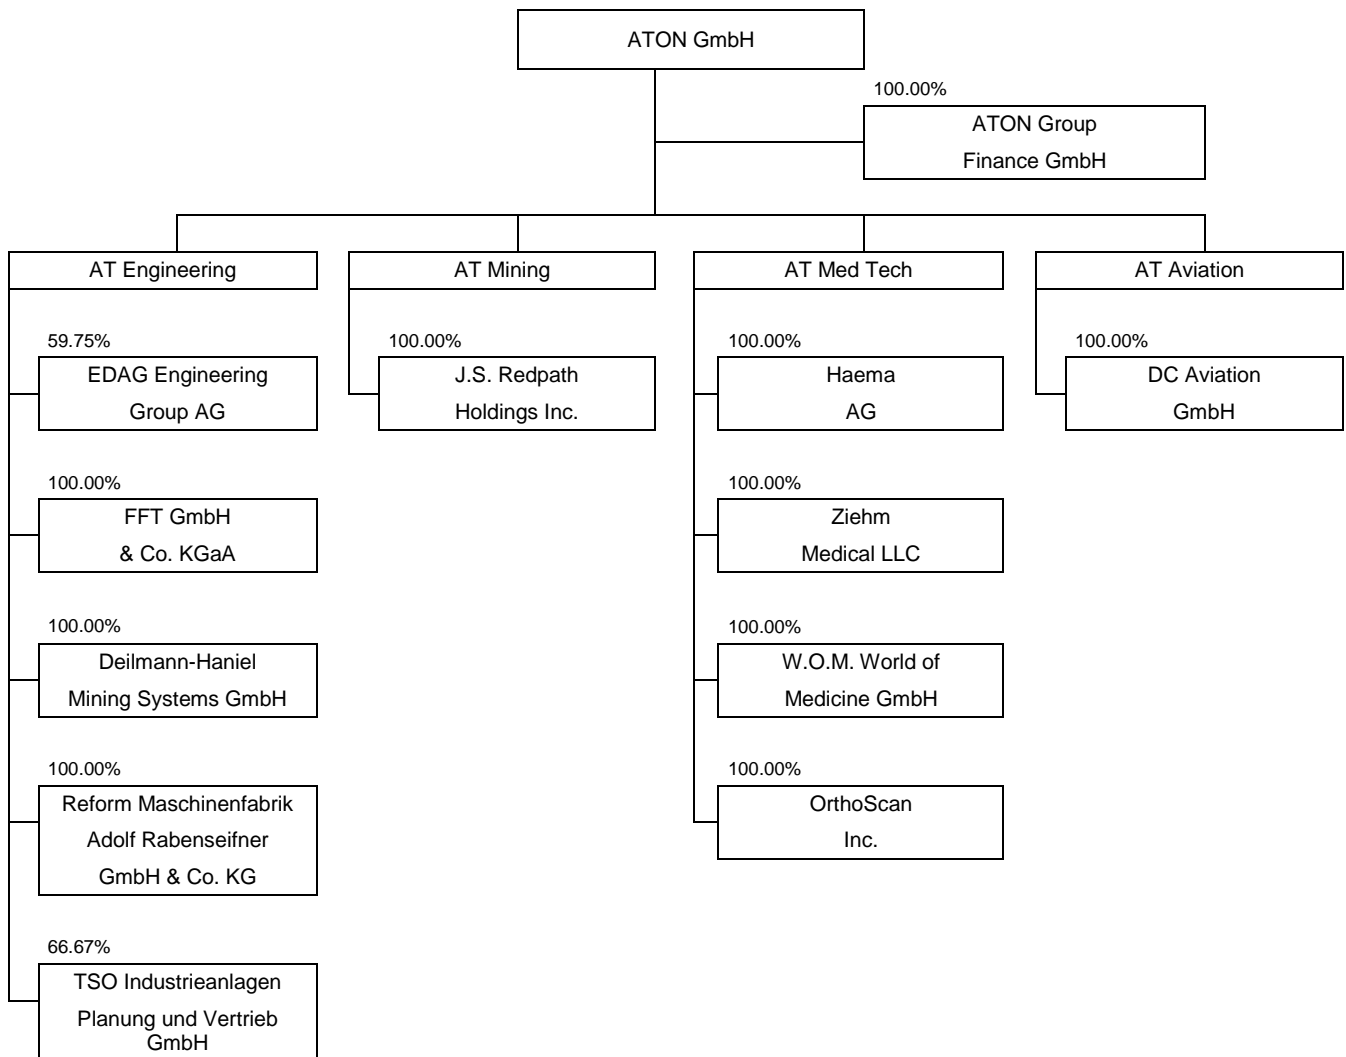 ATON GmbH
100.00%
ATON Group
Finance GmbH
AT Engineering
AT Mining
AT Med Tech
AT Aviation
59.75%
EDAG Engineering
Group AG
100.00%
J.S. Redpath
Holdings Inc.
100.00%
Haema
AG
100.00%
DC Aviation
GmbH
100.00%
FFT GmbH
& Co. KGaA
100.00%
Ziehm
Medical LLC
100.00%
Deilmann-Haniel
Mining Systems GmbH
100.00%
W.O.M. World of
Medicine GmbH
100.00%
Reform Maschinenfabrik
Adolf Rabenseifner
GmbH & Co. KG
100.00%
OrthoScan
Inc.
66.67%
TSO Industrieanlagen
Planung und Vertrieb
GmbH